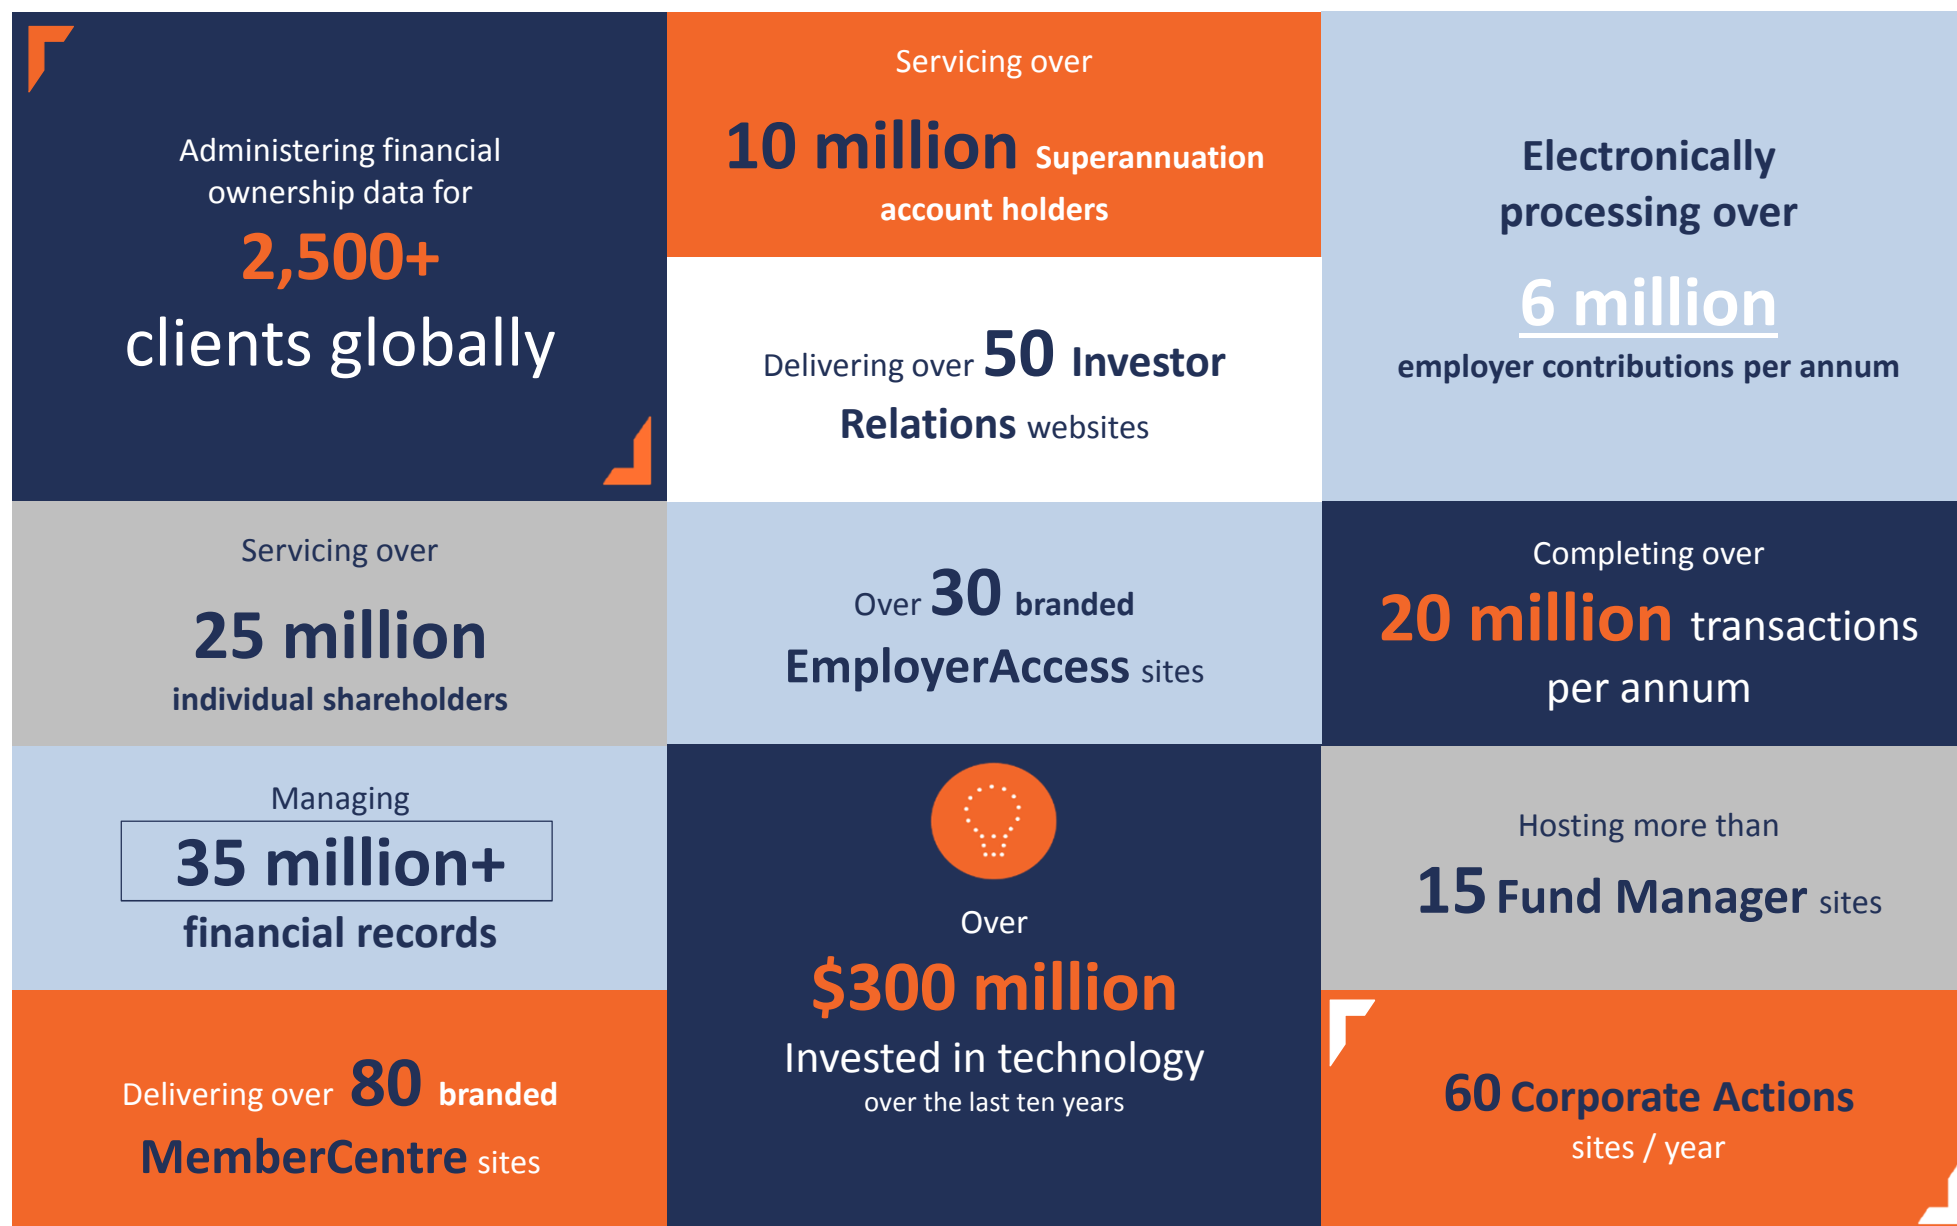 Administering financial
ownership data for
2,500+
clients globally
Servicing over
10 million Superannuation
account holders
Electronically
processing over
6 million
employer contributions per annum
Delivering over 50 Investor
Relations websites
Servicing over
25 million
individual shareholders
Over 30 branded
EmployerAccess sites
Completing over
20 million transactions
per annum
Managing
35 million+
financial records
Over
$300 million
Invested in technology
over the last ten years
Hosting more than
15 Fund Manager sites
Delivering over 80 branded
MemberCentre sites
60 Corporate Actions
sites / year